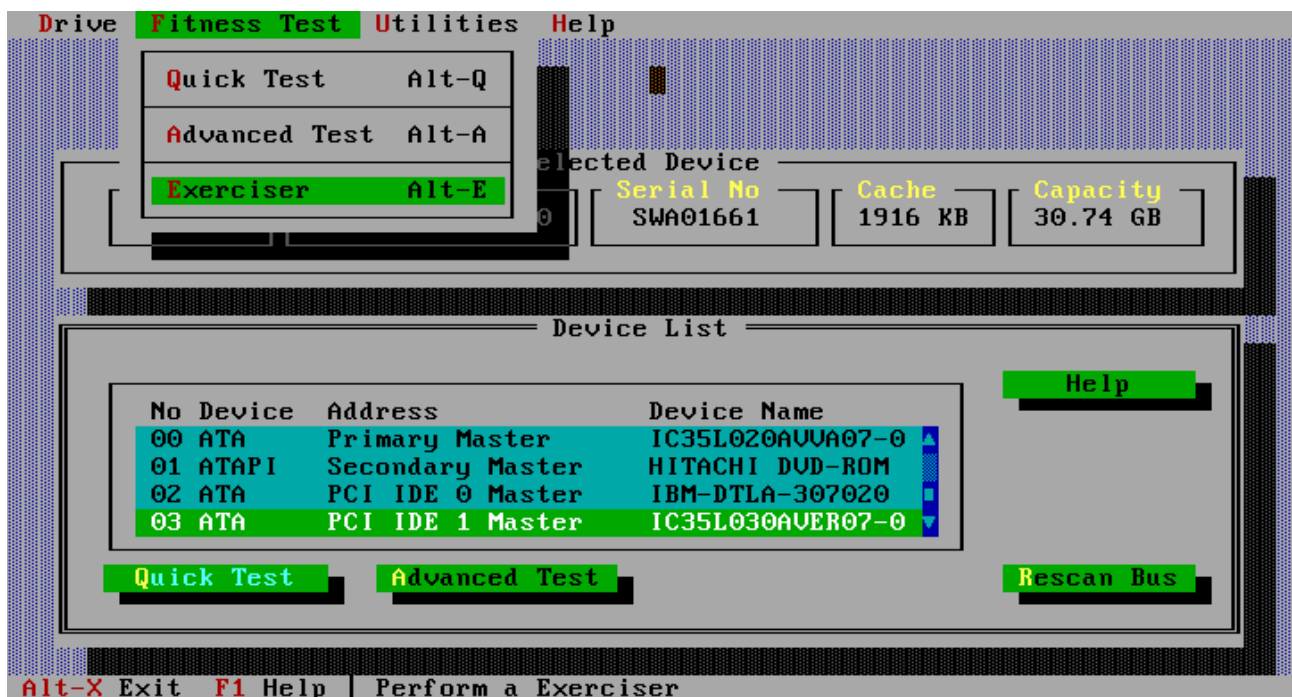 Drive Fitness Test Utilities Help
Quick Test Alt-Q
Advanced Test Alt-A
Exerciser Alt-E
elected Device
Serial No Cache Capacity
0 SWA01661 1916 KB 30.74 GB
Device List
Help
No Device Address Device Name
00 ATA Primary Master IC35L020AVVA07-0
01 ATAPI Secondary Master HITACHI DVD-ROM
02 ATA PCI IDE 0 Master IBM-DTLA-307020
03 ATA PCI IDE 1 Master IC35L030AVER07-0
Quick Test Advanced Test Rescan Bus
Alt-X Exit F1 Help | Perform a Exerciser